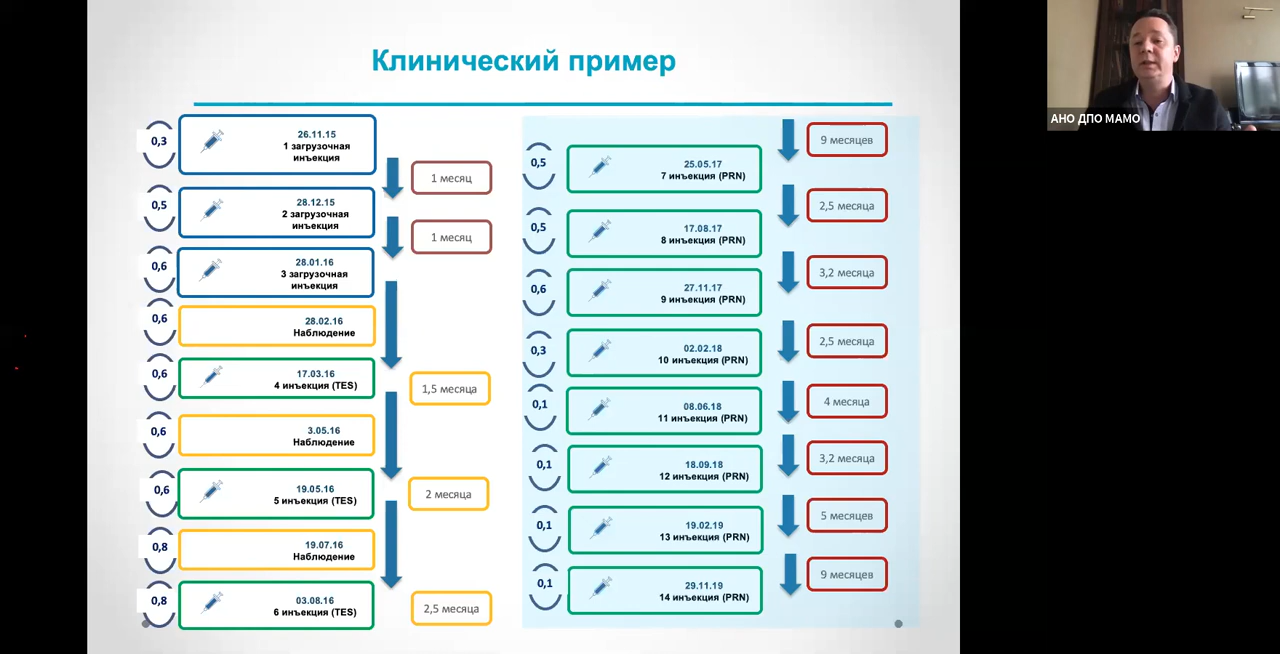 Клинический пример
АНО ДПО МАМО
0,3
26.11.15
1 загрузочная
инъекция
1 месяц
0,5
28.12.15
2 загрузочная
инъекция
1 месяц
0,6
28.01.16
3 загрузочная
инъекция
0,6
28.02.16
Наблюдение
0,6
17.03.16
4 инъекция (TES)
1,5 месяца
0,6
3.05.16
Наблюдение
0,6
19.05.16
5 инъекция (TES)
2 месяца
0,8
19.07.16
Наблюдение
0,8
03.08.16
6 инъекция (TES)
2,5 месяца
9 месяцев
0,5
25.05.17
7 инъекция (PRN)
2,5 месяца
0,5
17.08.17
8 инъекция (PRN)
3,2 месяца
0,6
27.11.17
9 инъекция (PRN)
2,5 месяца
0,3
02.02.18
10 инъекция (PRN)
4 месяца
0,1
08.06.18
11 инъекция (PRN)
3,2 месяца
0,1
18.09.18
12 инъекция (PRN)
5 месяцев
0,1
19.02.19
13 инъекция (PRN)
9 месяцев
0,1
29.11.19
14 инъекция (PRN)